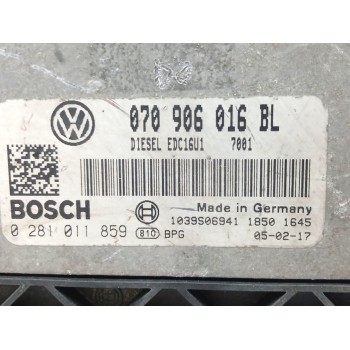 070 906 016 BL
DIESEL EDC16U1 7001
BOSCH
Made in Germany
1039S06941 1850 1645
0 281 011 859 810 BPG 05-02-17